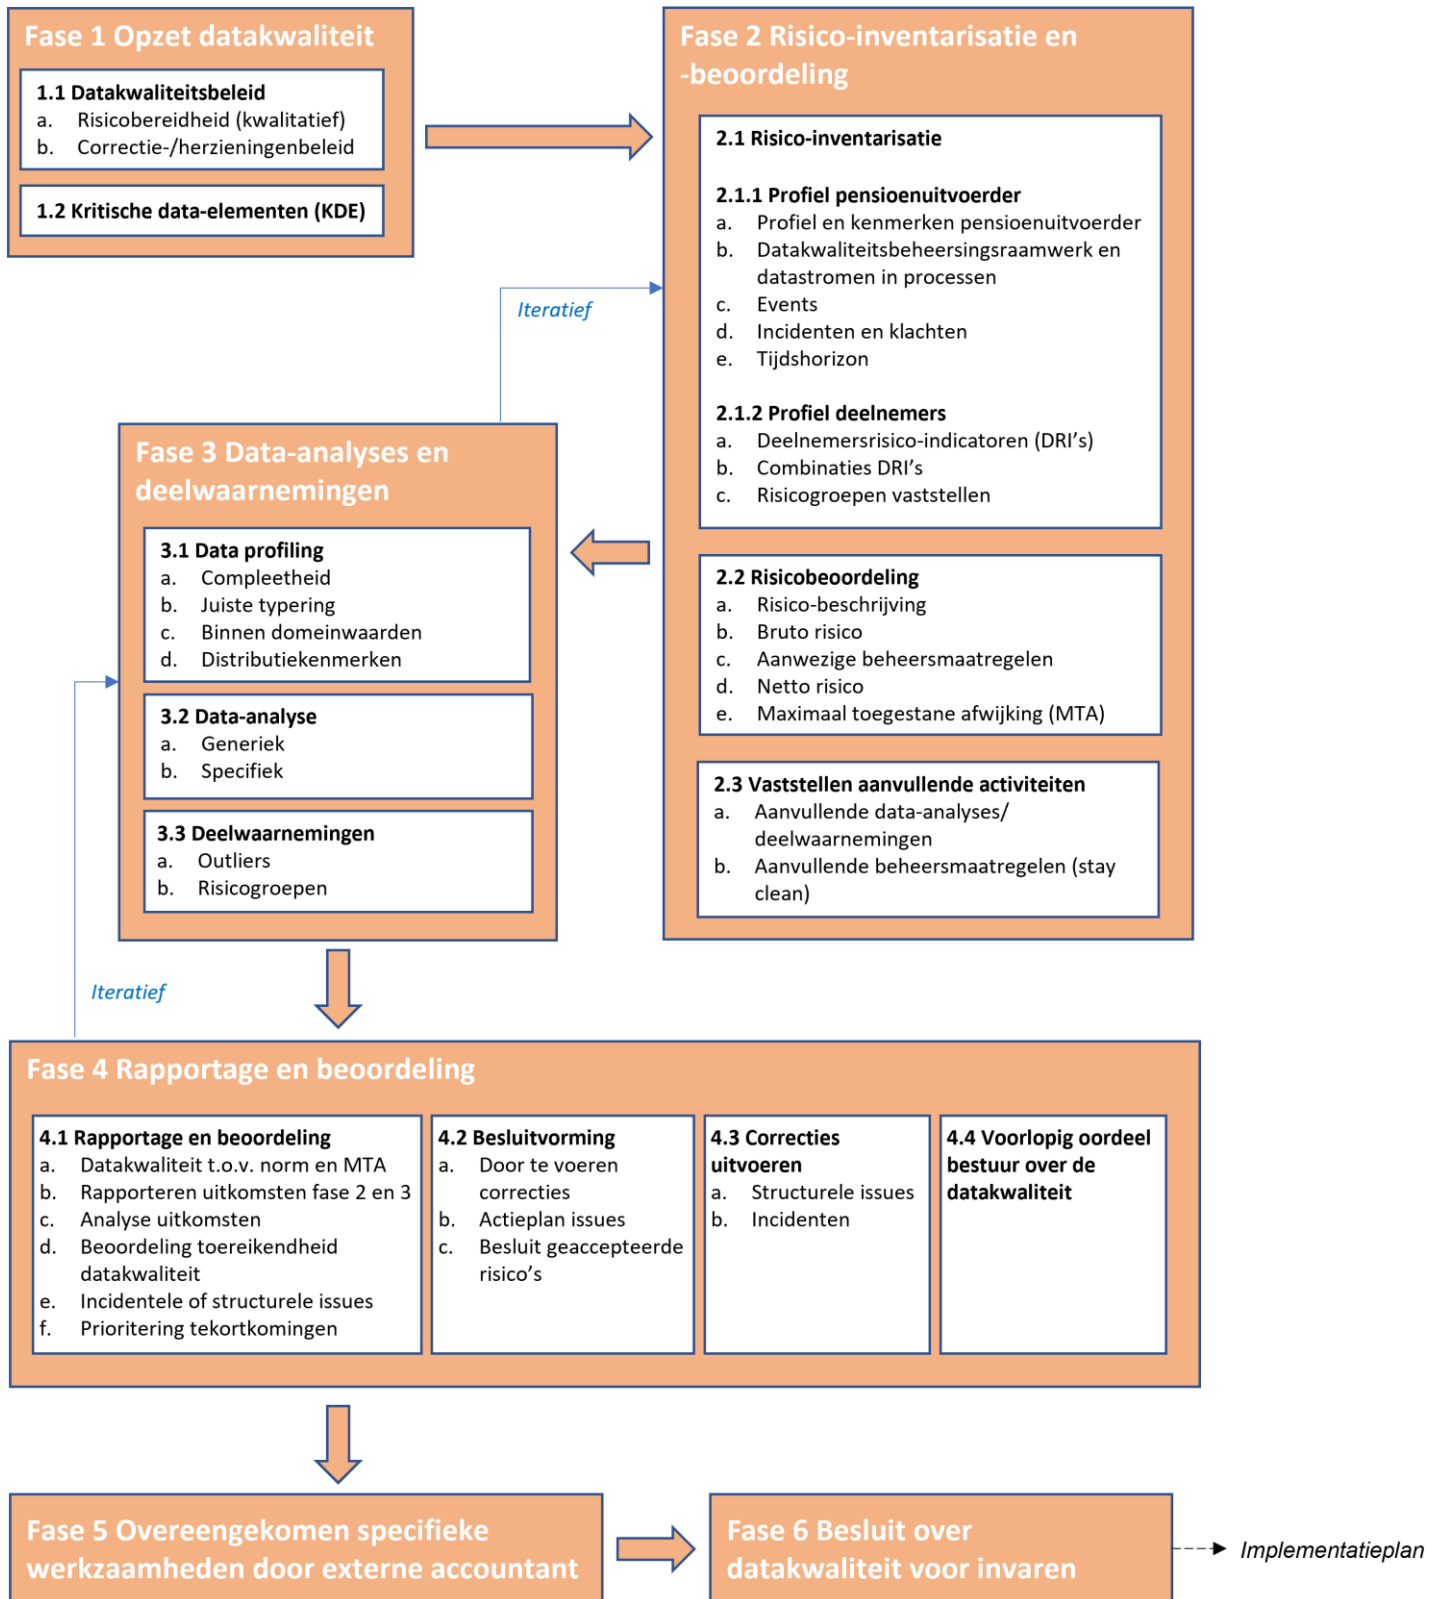 Fase 1 Opzet datakwaliteit
1.1 Datakwaliteitsbeleid
a. Risicobereidheid (kwalitatief)
b. Correctie-/herzieningenbeleid
1.2 Kritische data-elementen (KDE)
Fase 2 Risico-inventarisatie en
-beoordeling
2.1 Risico-inventarisatie
2.1.1 Profiel pensioenuitvoerder
a. Profiel en kenmerken pensioenuitvoerder
b. Datakwaliteitsbeheersingsraamwerk en
datastromen in processen
c. Events
d. Incidenten en klachten
e. Tijdshorizon
2.1.2 Profiel deelnemers
a. Deelnemersrisico-indicatoren (DRI's)
b. Combinaties DRI's
c. Risicogroepen vaststellen
2.2 Risicobeoordeling
a. Risico-beschrijving
b. Bruto risico
c. Aanwezige beheersmaatregelen
d. Netto risico
e. Maximaal toegestane afwijking (MTA)
2.3 Vaststellen aanvullende activiteiten
a. Aanvullende data-analyses/
deelwaarnemingen
b. Aanvullende beheersmaatregelen (stay
clean)
Iteratief
Fase 3 Data-analyses en
deelwaarnemingen
3.1 Data profiling
a. Compleetheid
b. Juiste typering
c. Binnen domeinwaarden
d. Distributiekenmerken
3.2 Data-analyse
a. Generiek
b. Specifiek
3.3 Deelwaarnemingen
a. Outliers
b. Risicogroepen
Iteratief
Fase 4 Rapportage en beoordeling
4.1 Rapportage en beoordeling
a. Datakwaliteit t.o.v. norm en MTA
b. Rapporteren uitkomsten fase 2 en 3
c. Analyse uitkomsten
d. Beoordeling toereikendheid
datakwaliteit
e. Incidentele of structurele issues
f. Prioritering tekortkomingen
4.2 Besluitvorming
a. Door te voeren
correcties
b. Actieplan issues
c. Besluit geaccepteerde
risico's
4.3 Correcties
uitvoeren
a. Structurele issues
b. Incidenten
4.4 Voorlopig oordeel
bestuur over de
datakwaliteit
Fase 5 Overeengekomen specifieke
werkzaamheden door externe accountant
Fase 6 Besluit over
datakwaliteit voor invaren
Implementatieplan